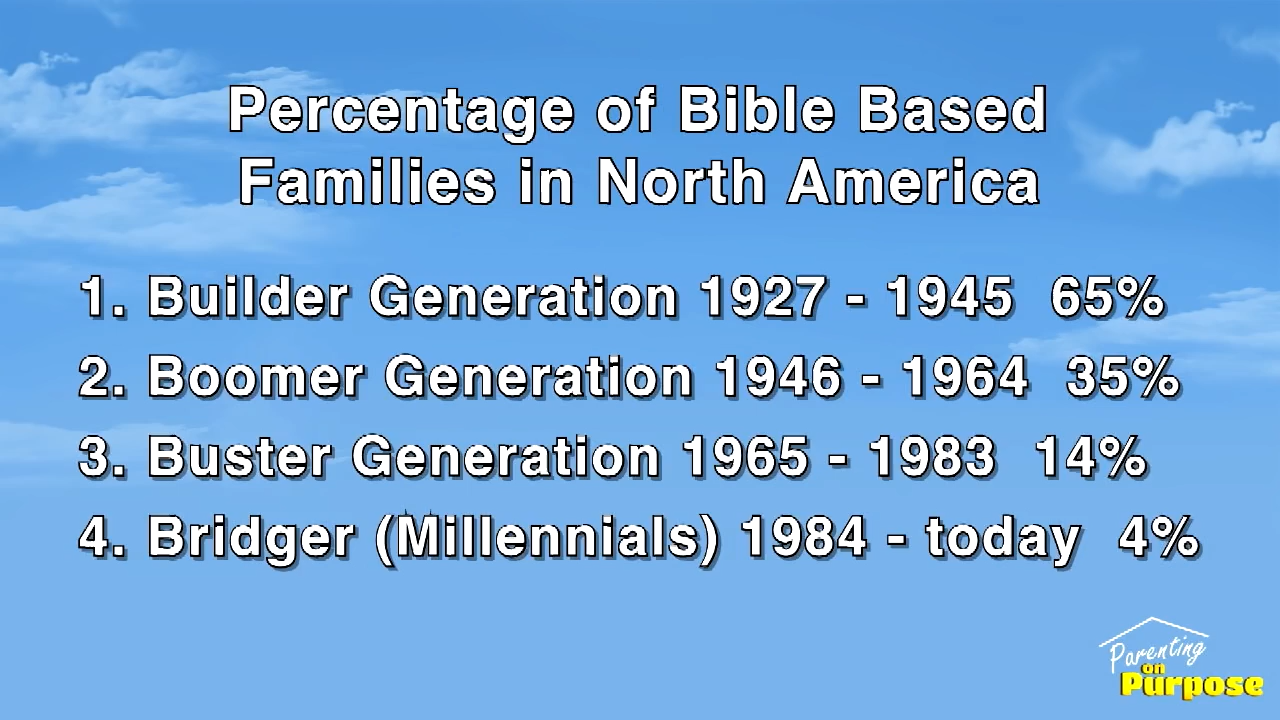 Percentage of Bible Based
Families in North America
1. Builder Generation 1927 - 1945 65%
2. Boomer Generation 1946 - 1964 35%
3. Buster Generation 1965 - 1983 14%
4. Bridger (Millennials) 1984 - today 4%
Parenting
on
Purpose